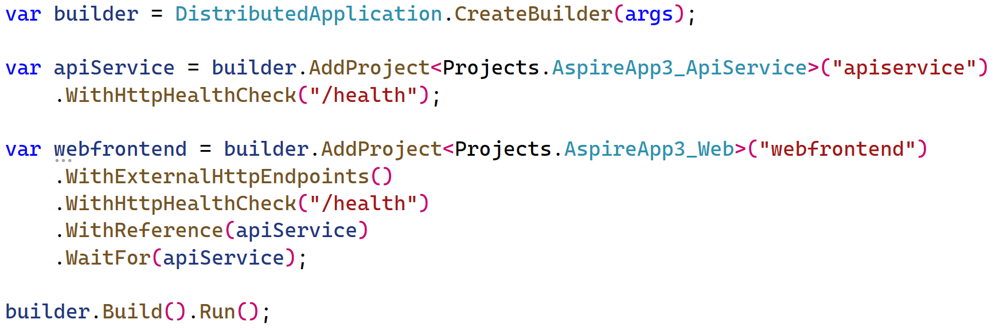 var builder = DistributedApplication.CreateBuilder(args);
var apiService = builder.AddProject<Projects.AspireApp3_ApiService>("apiservice")
.WithHttpHealthCheck("/health");
var webfrontend = builder.AddProject<Projects.AspireApp3_Web>("webfrontend")
.WithExternalHttpEndpoints()
.WithHttpHealthCheck("/health")
.WithReference(apiService)
.WaitFor(apiService);
builder.Build().Run();